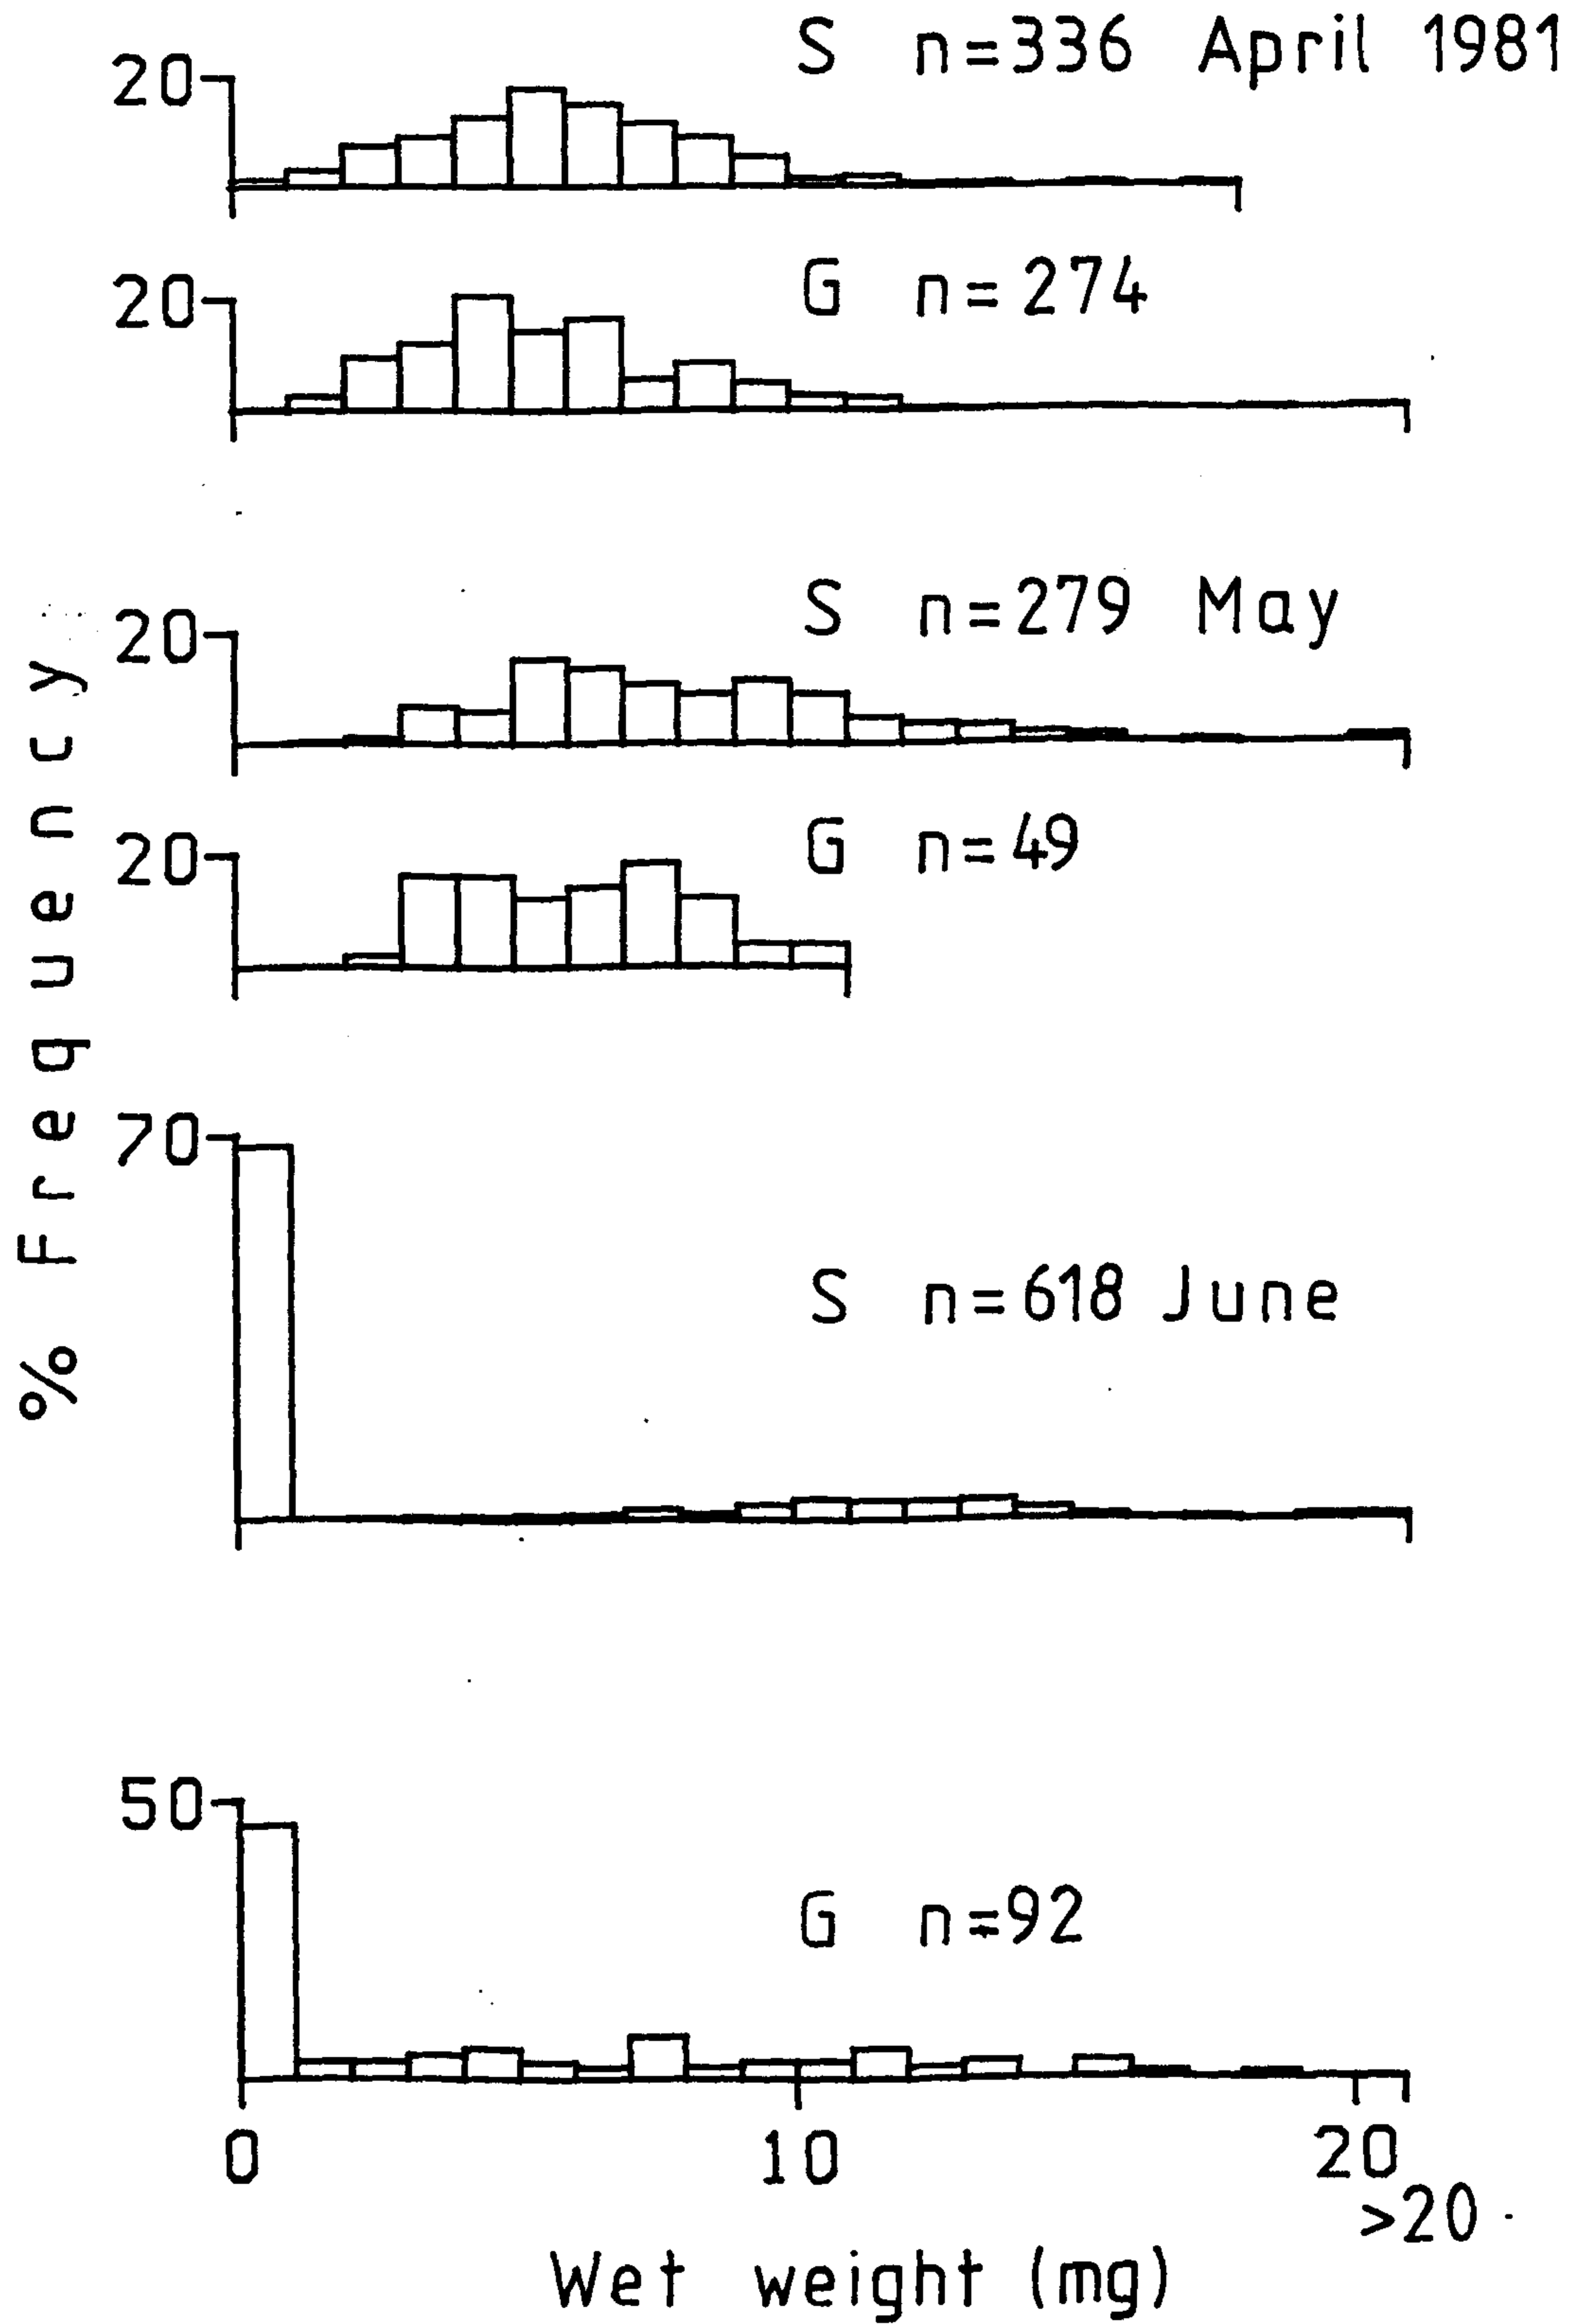 S n=336 April 1981
20
G n=274
20
S n=279 May
20
G n=49
20
% Frequency
70
S n=618 June
50
G n=92
0 10 20
>20
Wet weight (mg)